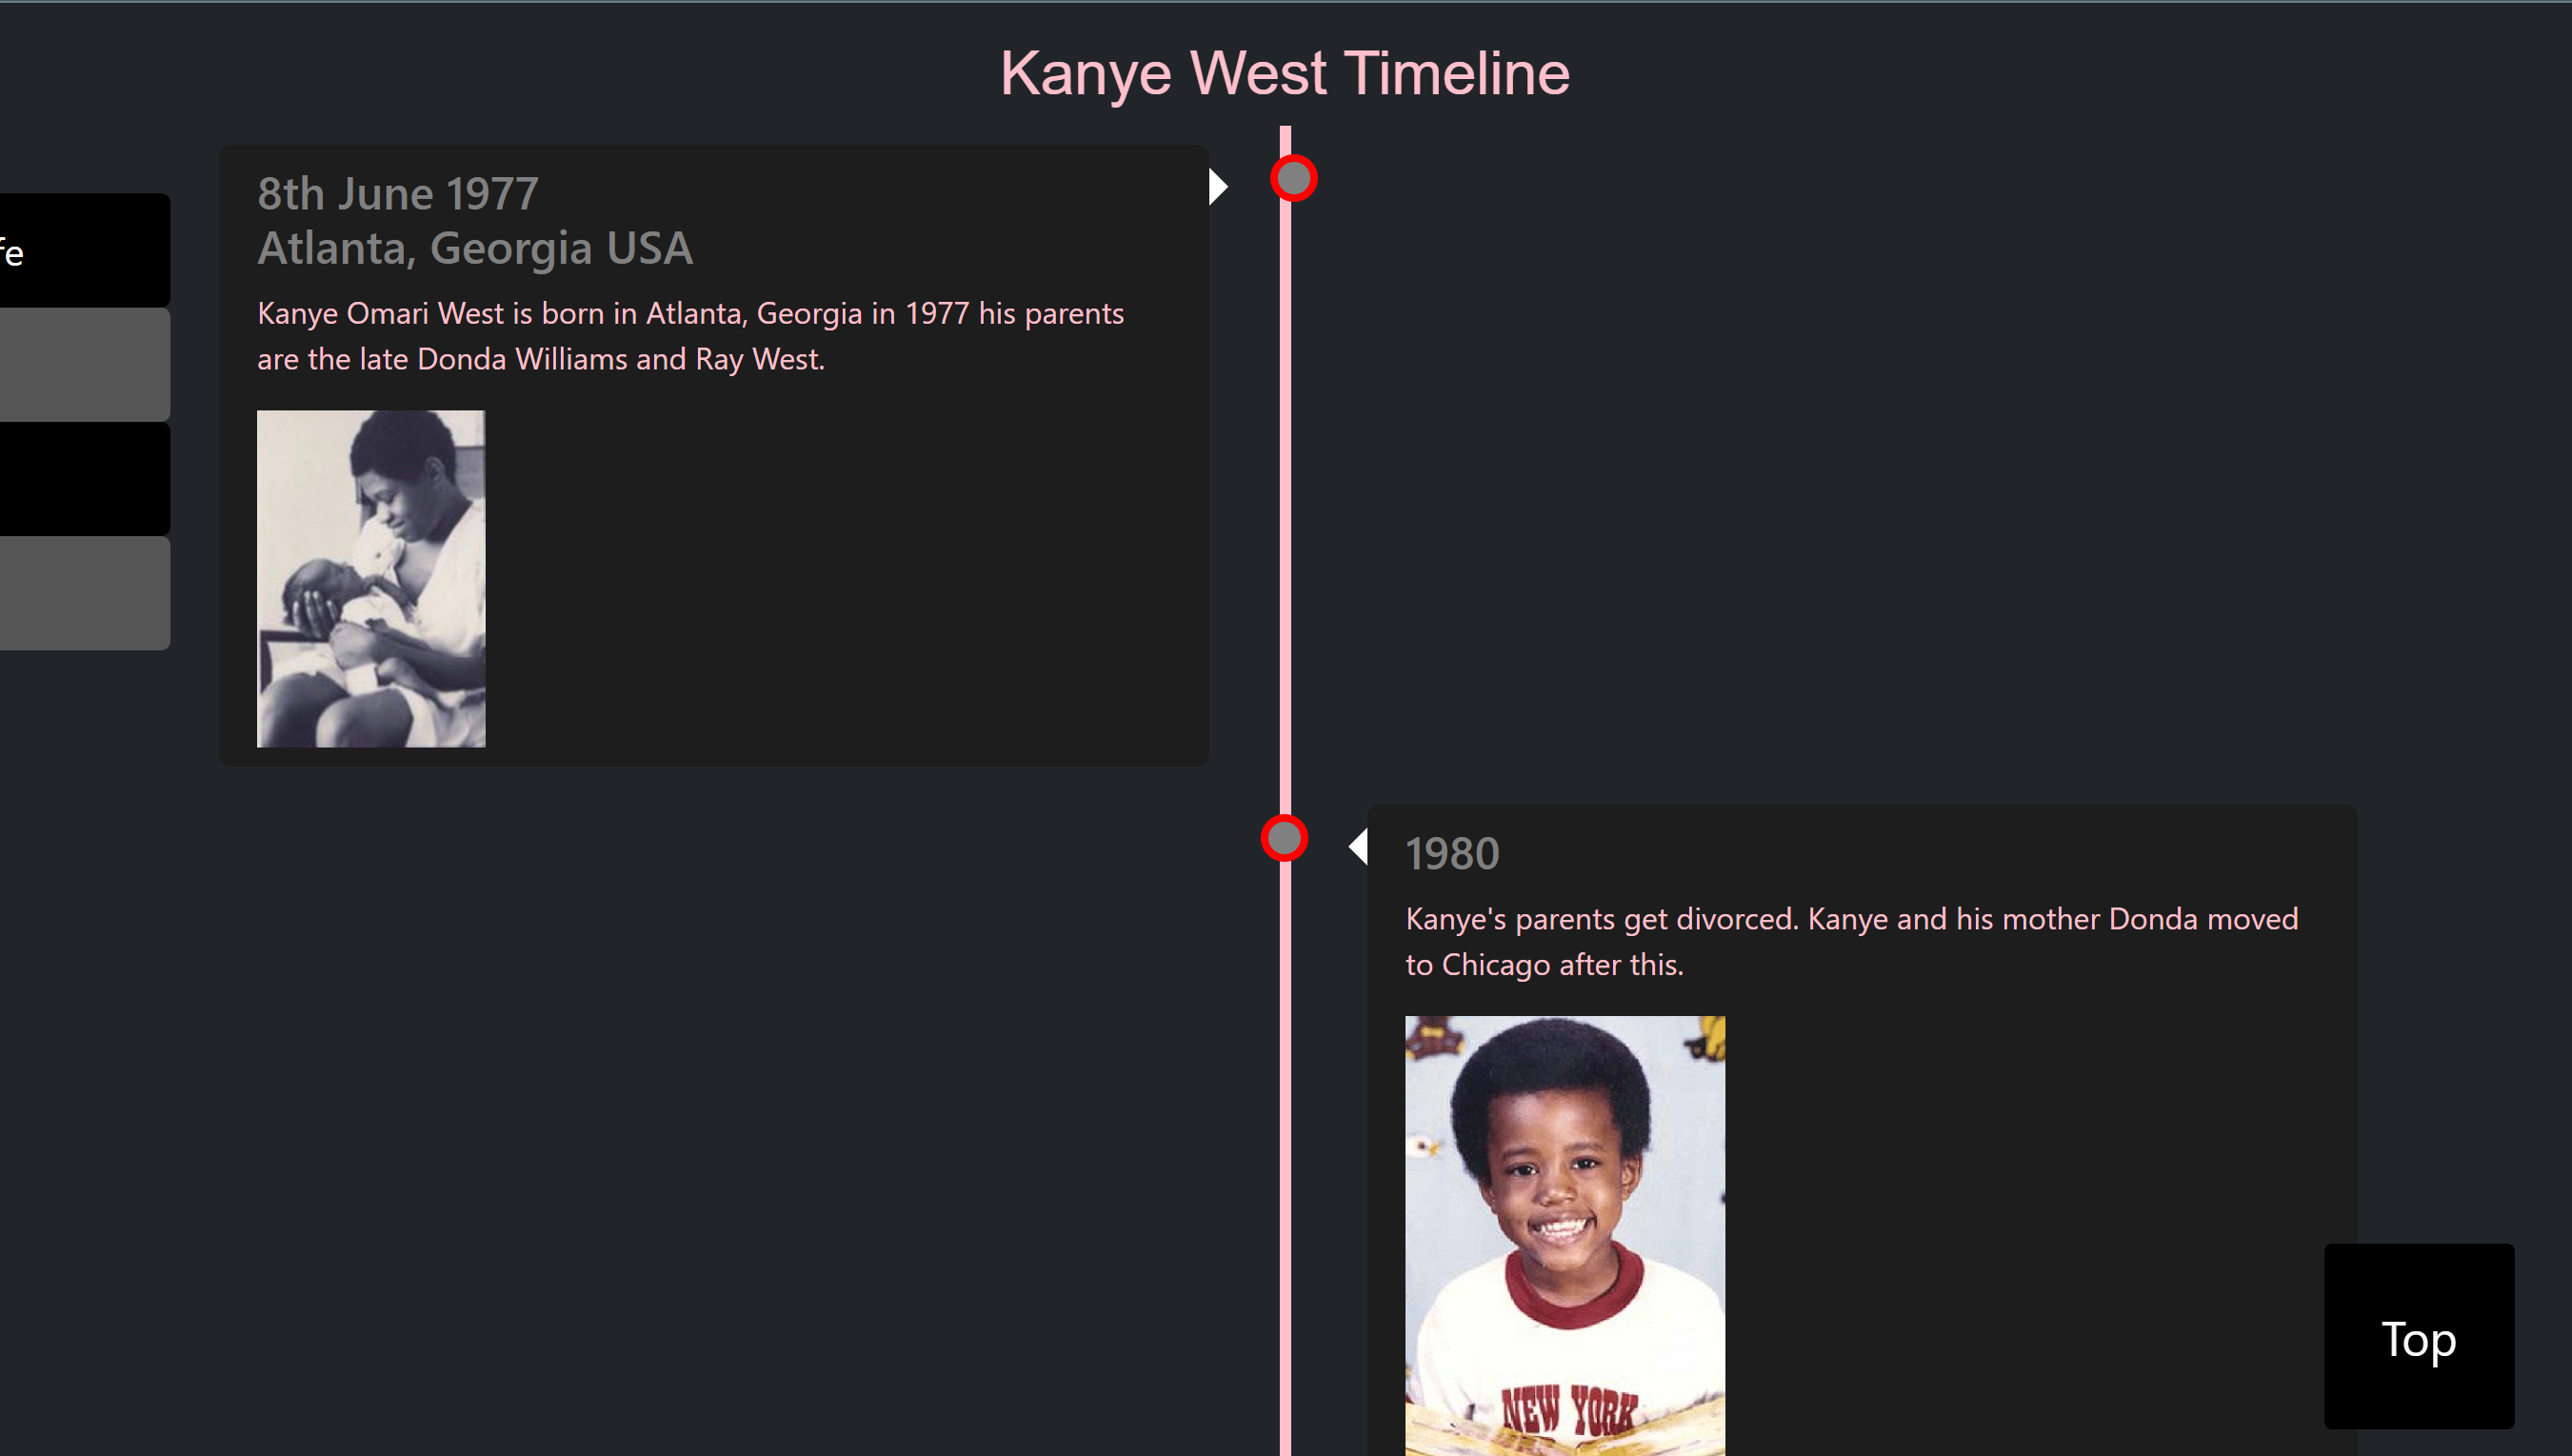 Kanye West Timeline
fe
8th June 1977
Atlanta, Georgia USA
Kanye Omari West is born in Atlanta, Georgia in 1977 his parents
are the late Donda Williams and Ray West.
1980
Kanye's parents get divorced. Kanye and his mother Donda moved
to Chicago after this.
NEW YORK
Top